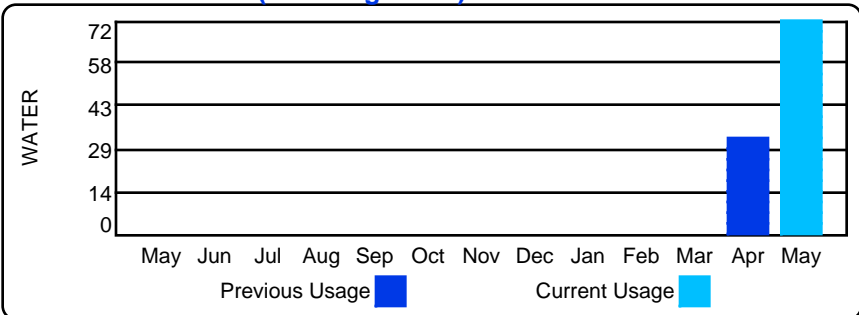 72
58
43
29
14
0
WATER
May Jun Jul Aug Sep Oct Nov Dec Jan Feb Mar Apr May
Previous Usage
Current Usage